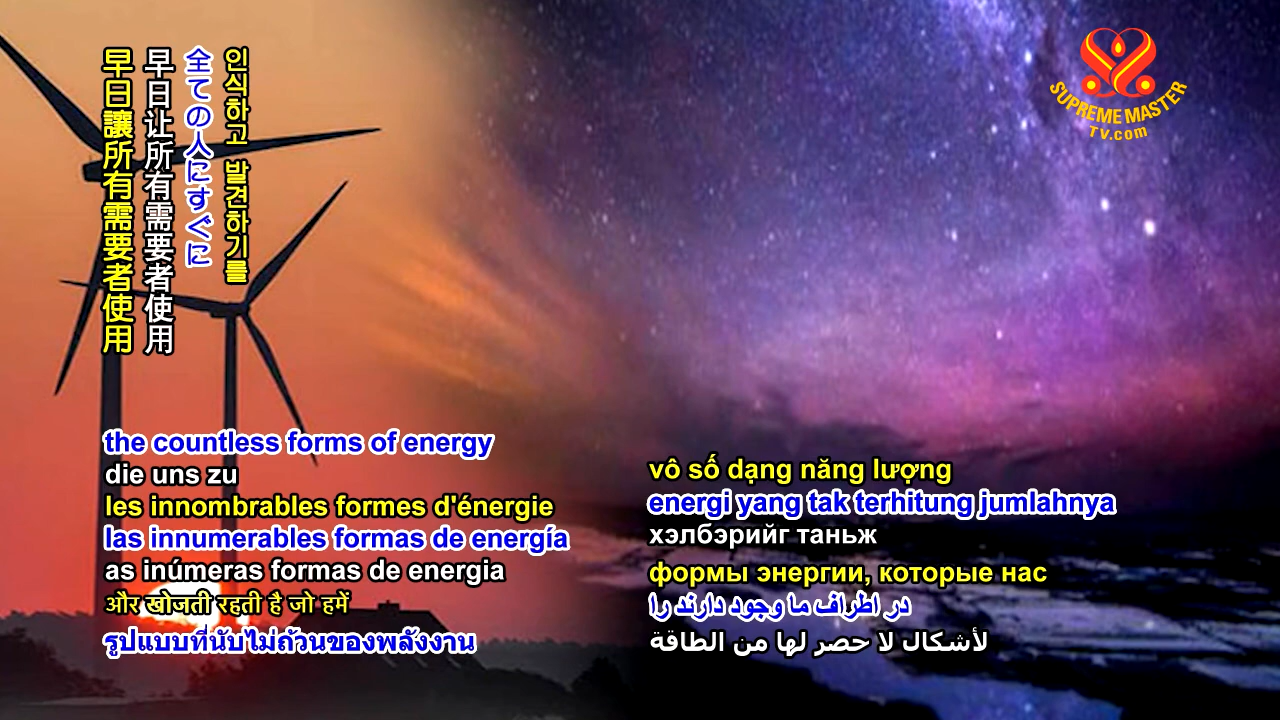 早日讓所有需要者使用
早日让所有需要者使用
全ての人にすぐに
인식하고 발견하기를
SUPREME MASTER
TV.com
the countless forms of energy
die uns zu
les innombrables formes d'énergie
las innumerables formas de energía
as inúmeras formas de energia
और खोजती रहती है जो हमें
รูปแบบที่นับไม่ถ้วนของพลังงาน
vô số dạng năng lượng
energi yang tak terhitung jumlahnya
хэлбэрийг таньж
формы энергии, которые нас
در اطراف ما وجود دارند را
لأشكال لا حصر لها من الطاقة